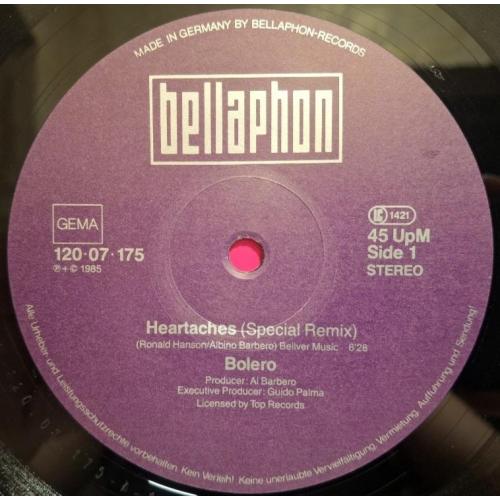 MADE IN GERMANY BY BELLAPHON-RECORDS
bellaphon
GEMA
LC 1421
120·07·175
45 UpM
Side 1
℗+© 1985
STEREO
Heartaches (Special Remix)
(Ronald Hanson/Albino Barbero) Beliver Music 6'28
Bolero
Producer: Al Barbero
Executive Producer: Guido Palma
Licensed by Top Records
Alle Urheber- und Leistungsschutzrechte vorbehalten. Kein Verleih! Keine unerlaubte Vervielfältigung, Vermietung, Aufführung und Sendung!